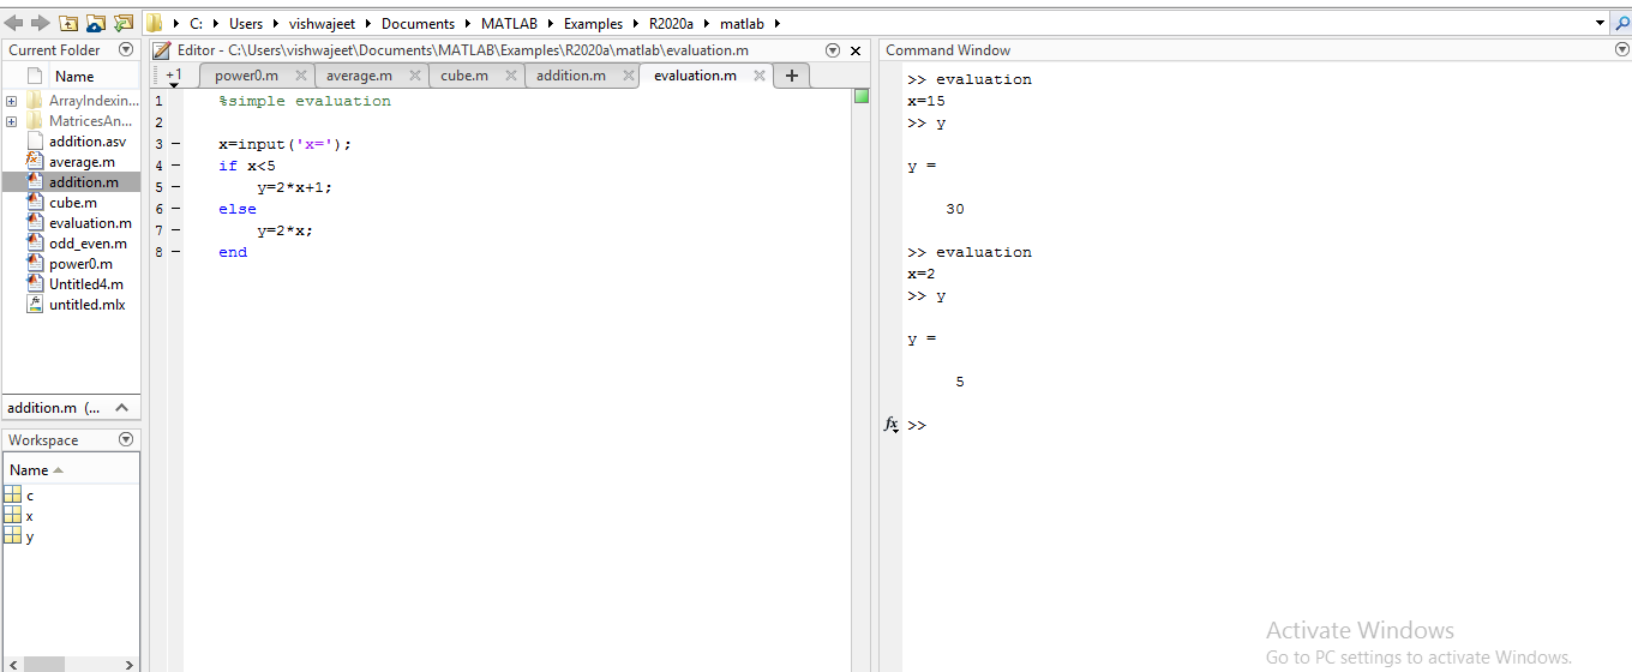 C: Users vishwajeet Documents MATLAB Examples R2020a matlab
Current Folder
Name
ArrayIndexin...
MatricesAn...
addition.asv
average.m
addition.m
cube.m
evaluation.m
odd_even.m
power0.m
Untitled4.m
untitled.mlx
addition.m (...
Workspace
Name
c
x
y
Editor - C:\Users\vishwajeet\Documents\MATLAB\Examples\R2020a\matlab\evaluation.m
+1 power0.m average.m cube.m addition.m evaluation.m +
1 %simple evaluation
2
3 - x=input('x=');
4 - if x<5
5 - y=2*x+1;
6 - else
7 - y=2*x;
8 - end
Command Window
>> evaluation
x=15
>> y
y =
30
>> evaluation
x=2
>> y
y =
5
fx >>
Activate Windows
Go to PC settings to activate Windows.